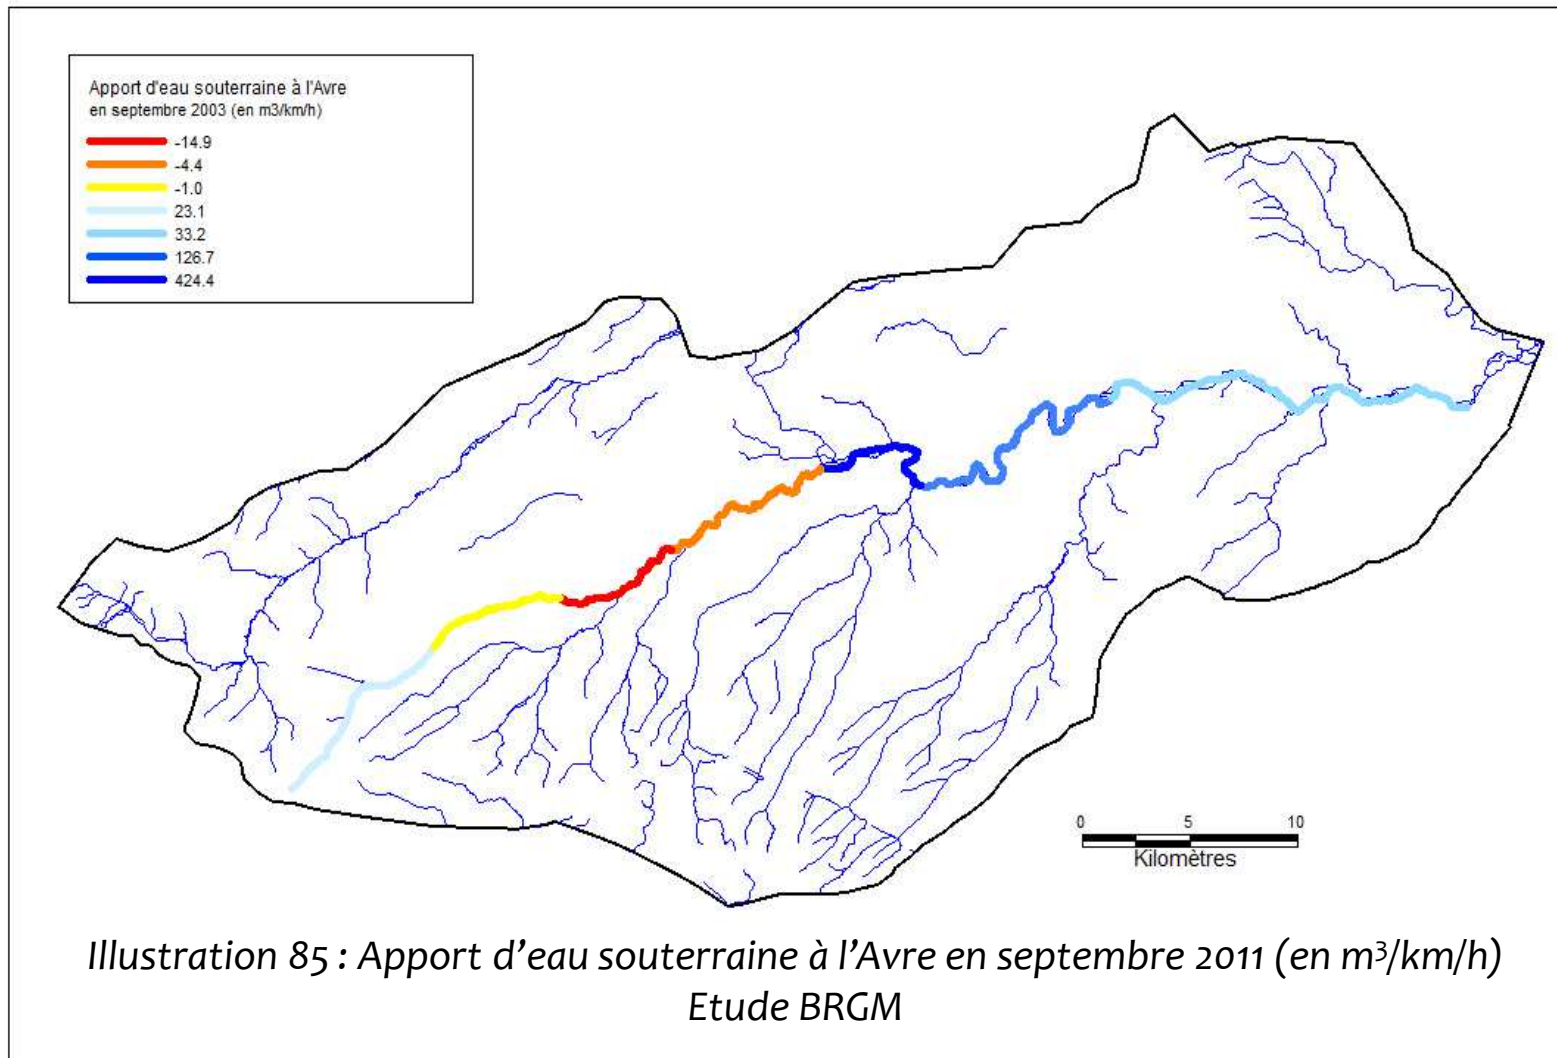 Apport d'eau souterraine à l'Avre
en septembre 2003 (en m3/km/h)
-14.9
-4.4
-1.0
23.1
33.2
126.7
424.4
0 5 10
Kilomètres
Illustration 85 : Apport d’eau souterraine à l’Avre en septembre 2011 (en m³/km/h)
Etude BRGM